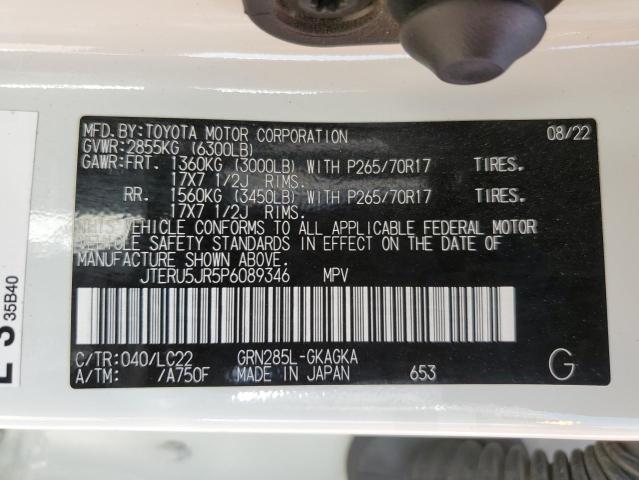 MFD.BY:TOYOTA MOTOR CORPORATION 08/22
GVWR:2855KG (6300LB)
GAWR:FRT. 1360KG (3000LB) WITH P265/70R17 TIRES.
17X7 1/2J RIMS.
RR. 1560KG (3450LB) WITH P265/70R17 TIRES.
17X7 1/2J RIMS.
THIS VEHICLE CONFORMS TO ALL APPLICABLE FEDERAL MOTOR
VEHICLE SAFETY STANDARDS IN EFFECT ON THE DATE OF
MANUFACTURE SHOWN ABOVE.
JTERU5JR5P6089346 MPV
C/TR:040/LC22 GRN285L-GKAGKA
A/TM: /A750F MADE IN JAPAN 653 G
35B40